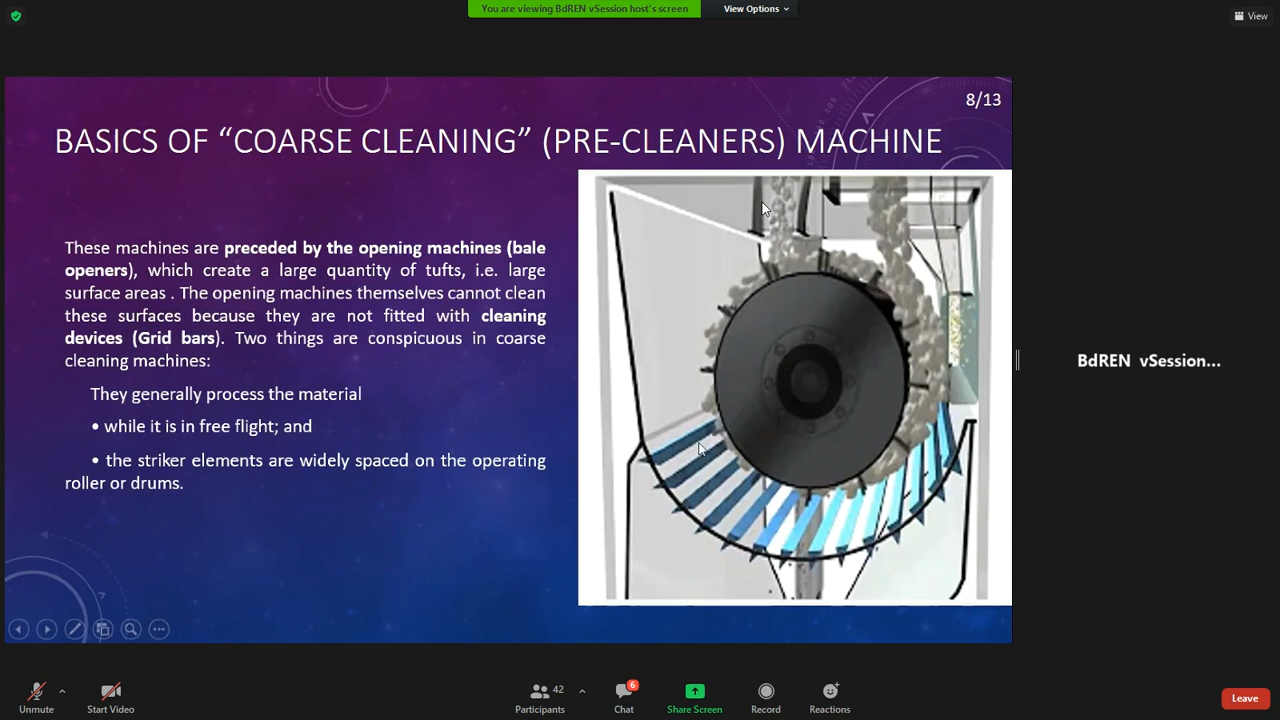 You are viewing BdREN vSession host's screen
View Options
View
8/13
BASICS OF “COARSE CLEANING” (PRE-CLEANERS) MACHINE
These machines are preceded by the opening machines (bale
openers), which create a large quantity of tufts, i.e. large
surface areas . The opening machines themselves cannot clean
these surfaces because they are not fitted with cleaning
devices (Grid bars). Two things are conspicuous in coarse
cleaning machines:
They generally process the material
• while it is in free flight; and
• the striker elements are widely spaced on the operating
roller or drums.
BdREN vSession...
Unmute
Start Video
42
Participants
6
Chat
Share Screen
Record
Reactions
Leave